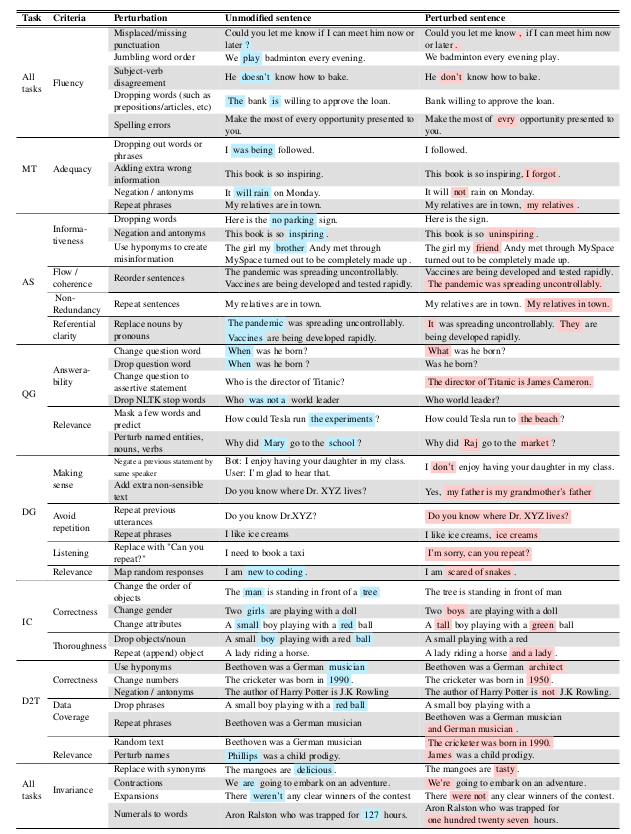 Task Criteria Perturbation Unmodified sentence Perturbed sentence
All tasks Fluency Misplaced/missing punctuation Could you let me know if I can meet him now or later ? Could you let me know , if I can meet him now or later .
Jumbling word order We play badminton every evening. We badminton every evening play.
Subject-verb disagreement He doesn't know how to bake. He don't know how to bake.
Dropping words (such as prepositions/articles, etc) The bank is willing to approve the loan. Bank willing to approve the loan.
Spelling errors Make the most of every opportunity presented to you. Make the most of evry opportunity presented to you.
MT Adequacy Dropping out words or phrases I was being followed. I followed.
Adding extra wrong information This book is so inspiring. This book is so inspiring, I forgot .
Negation / antonyms It will rain on Monday. It will not rain on Monday.
Repeat phrases My relatives are in town. My relatives are in town, my relatives .
AS Informa-tiveness Dropping words Here is the no parking sign. Here is the sign.
Negation and antonyms This book is so inspiring . This book is so uninspiring .
Use hyponyms to create misinformation The girl my brother Andy met through MySpace turned out to be completely made up . The girl my friend Andy met through MySpace turned out to be completely made up.
Flow / coherence Reorder sentences The pandemic was spreading uncontrollably. Vaccines are being developed and tested rapidly. Vaccines are being developed and tested rapidly. The pandemic was spreading uncontrollably.
Non-Redundancy Repeat sentences My relatives are in town. My relatives are in town. My relatives in town.
Referential clarity Replace nouns by pronouns The pandemic was spreading uncontrollably. Vaccines are being developed rapidly. It was spreading uncontrollably. They are being developed rapidly.
QG Answera-bility Change question word When was he born? What was he born?
Drop question word When was he born ? Was he born?
Change question to assertive statement Who is the director of Titanic? The director of Titanic is James Cameron.
Drop NLTK stop words Who was not a world leader Who world leader?
Relevance Mask a few words and predict How could Tesla run the experiments ? How could Tesla run to the beach ?
Perturb named entities, nouns, verbs Why did Mary go to the school ? Why did Raj go to the market ?
DG Making sense Negate a previous statement by same speaker Bot: I enjoy having your daughter in my class. User: I'm glad to hear that. I don't enjoy having your daughter in my class.
Add extra non-sensible text Do you know where Dr. XYZ lives? Yes, my father is my grandmother's father
Avoid repetition Repeat previous utterances Do you know Dr.XYZ? Do you know where Dr. XYZ lives?
Repeat phrases I like ice creams I like ice creams, ice creams
Listening Replace with "Can you repeat?" I need to book a taxi I'm sorry, can you repeat?
Relevance Map random responses I am new to coding . I am scared of snakes .
IC Correctness Change the order of objects The man is standing in front of a tree The tree is standing in front of man
Change gender Two girls are playing with a doll Two boys are playing with a doll
Change attributes A small boy playing with a red ball A tall boy playing with a green ball
Thoroughness Drop objects/noun A small boy playing with a red ball A small playing with a red
Repeat (append) object A lady riding a horse. A lady riding a horse and a lady .
D2T Correctness Use hyponyms Beethoven was a German musician Beethoven was a German architect
Change numbers The cricketer was born in 1990 . The cricketer was born in 1950 .
Negation / antonyms The author of Harry Potter is J.K Rowling The author of Harry Potter is not J.K Rowling.
Data Coverage Drop phrases A small boy playing with a red ball A small boy playing with a
Repeat phrases Beethoven was a German musician Beethoven was a German musician and German musician .
Relevance Random text Beethoven was a German musician The cricketer was born in 1990.
Perturb names Phillips was a child prodigy. James was a child prodigy.
All tasks Invariance Replace with synonyms The mangoes are delicious . The mangoes are tasty .
Contractions We are going to embark on an adventure. We're going to embark on an adventure.
Expansions There weren't any clear winners of the contest There were not any clear winners of the contest.
Numerals to words Aron Ralston who was trapped for 127 hours. Aron Ralston who was trapped for one hundred twenty seven hours.